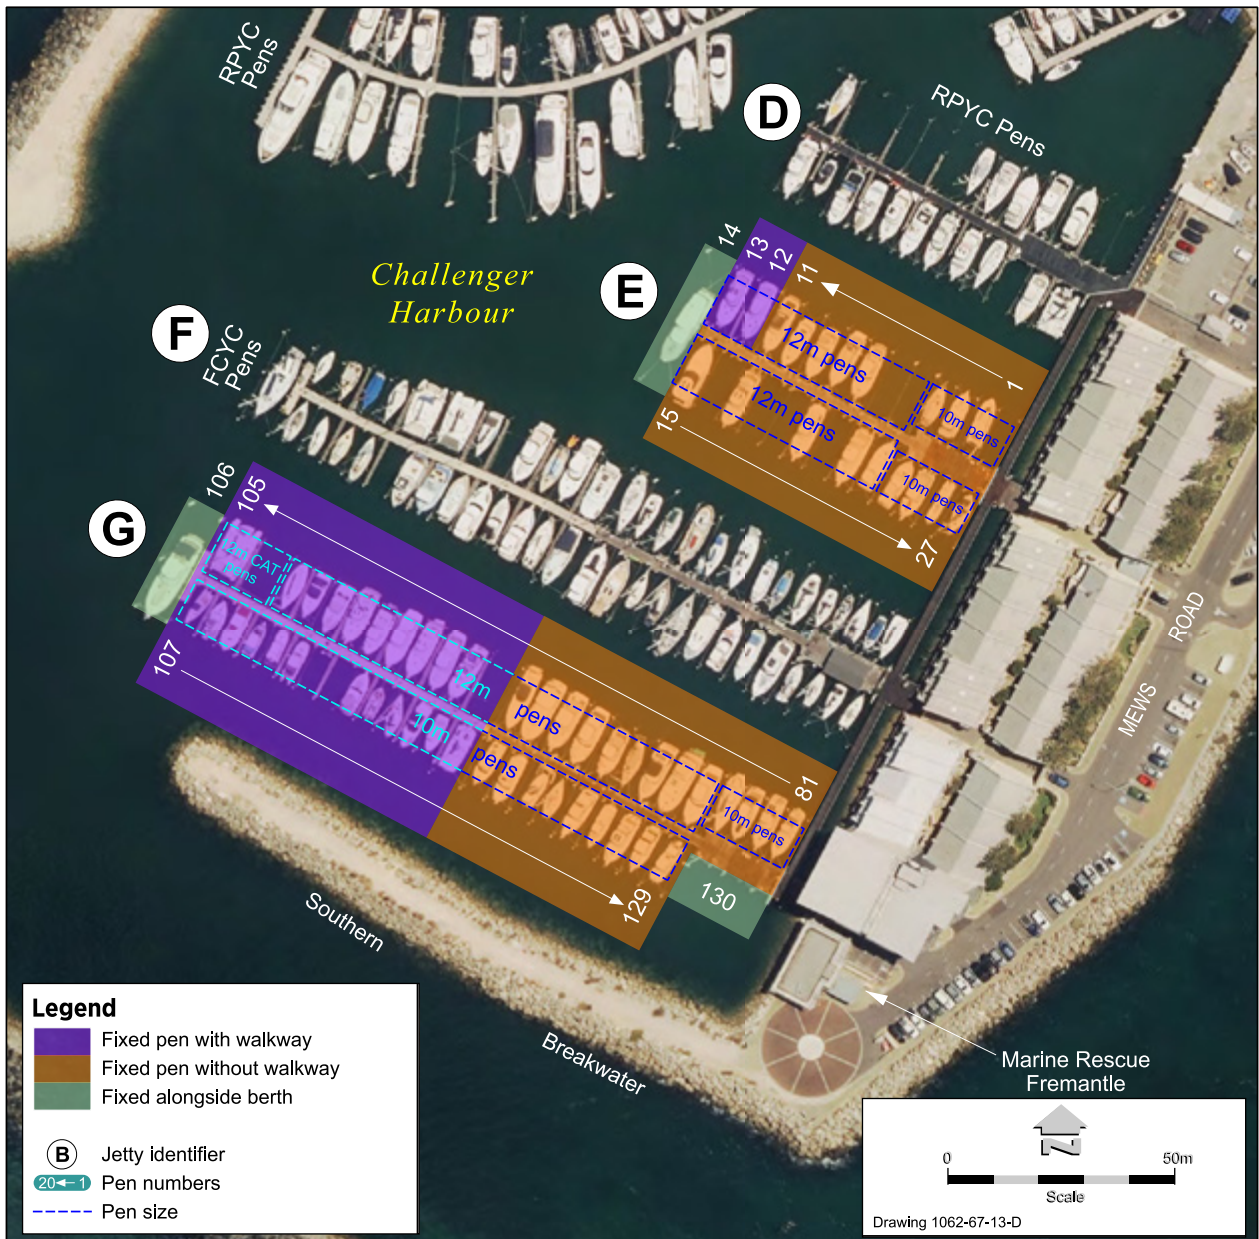 RPYC
Pens
D
RPYC Pens
14
13
12
11
E
Challenger
Harbour
12m pens
1
F
FCYC
Pens
12m pens
10m pens
15
10m pens
106
105
G
27
12m CAT
pens
ROAD
107
12m
MEWS
pens
10m
pens
81
10m pens
130
129
Southern
Breakwater
Marine Rescue
Fremantle
Legend
Fixed pen with walkway
Fixed pen without walkway
Fixed alongside berth
B Jetty identifier
20 ← 1 Pen numbers
Pen size
N
0 50m
Scale
Drawing 1062-67-13-D